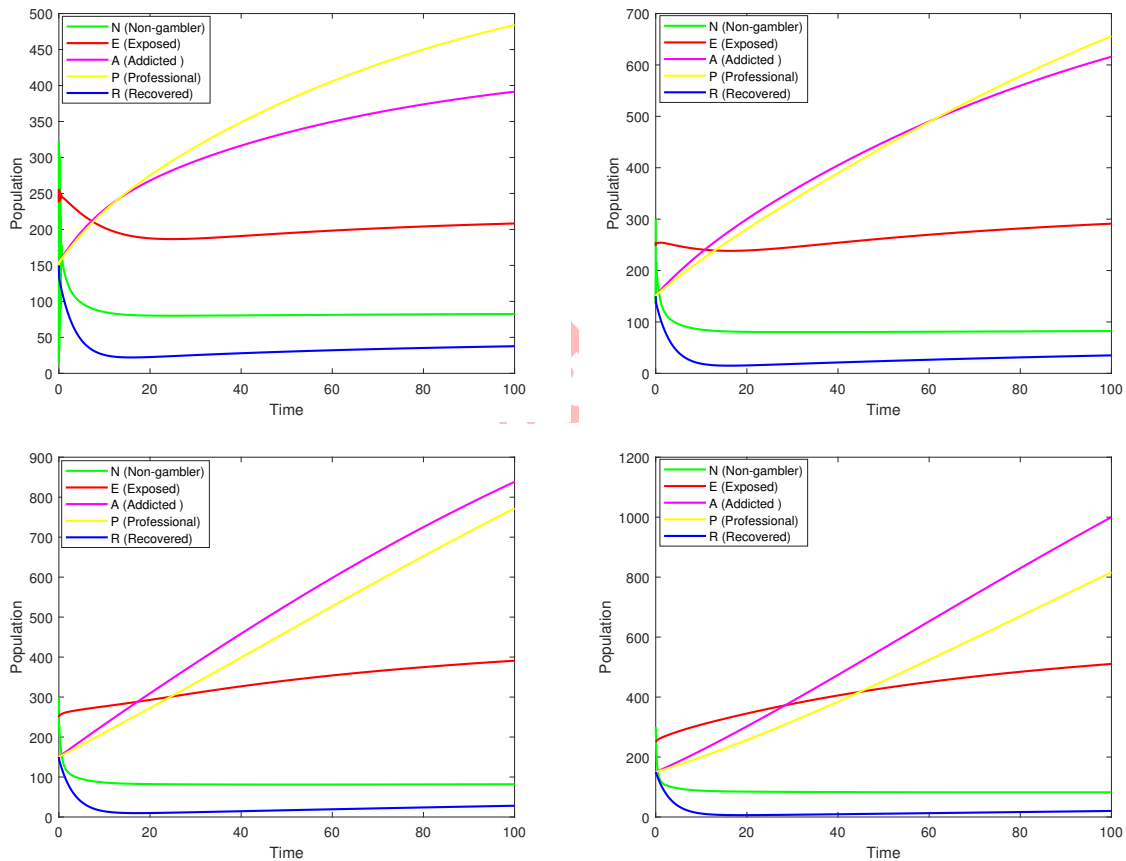 500
450
400
350
300
250
200
150
100
50
0
Population
N (Non-gambler)
E (Exposed)
A (Addicted )
P (Professional)
R (Recovered)
0 20 40 60 80 100
Time
700
600
500
400
300
200
100
0
Population
N (Non-gambler)
E (Exposed)
A (Addicted )
P (Professional)
R (Recovered)
0 20 40 60 80 100
Time
900
800
700
600
500
400
300
200
100
0
Population
N (Non-gambler)
E (Exposed)
A (Addicted )
P (Professional)
R (Recovered)
0 20 40 60 80 100
Time
1200
1000
800
600
400
200
0
Population
N (Non-gambler)
E (Exposed)
A (Addicted )
P (Professional)
R (Recovered)
0 20 40 60 80 100
Time